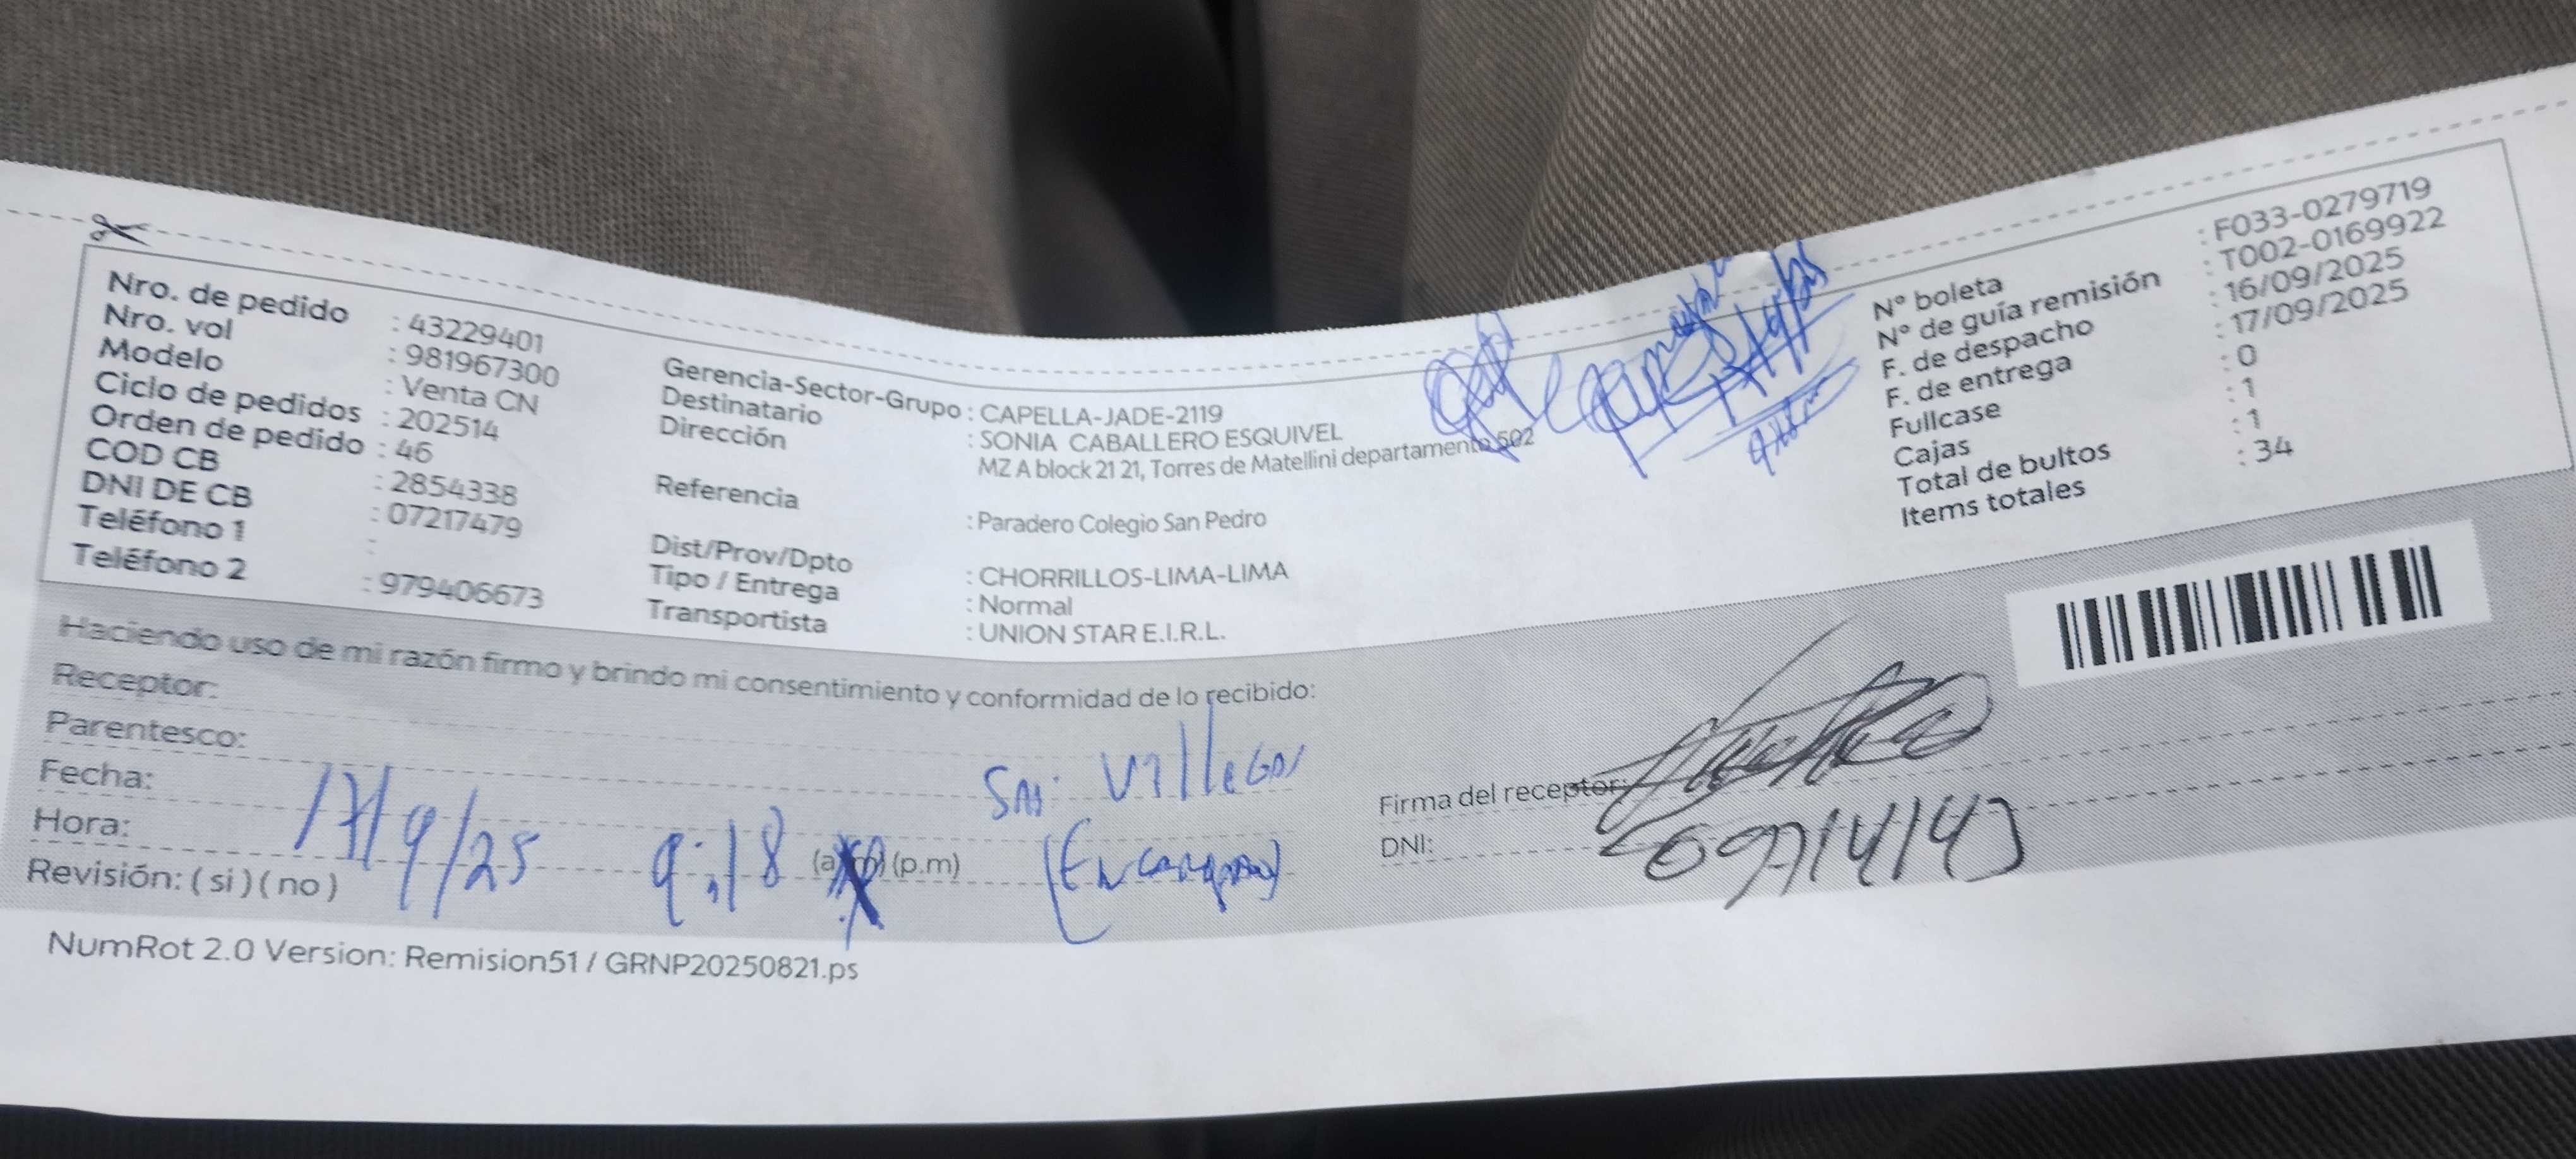 Nro. de pedido : 43229401
Nro. vol : 981967300
Modelo : Venta CN
Ciclo de pedidos : 202514
Orden de pedido : 46
COD CB : 2854338
DNI DE CB : 07217479
Teléfono 1 :
Teléfono 2 : 979406673
Gerencia-Sector-Grupo : CAPELLA-JADE-2119
Destinatario : SONIA CABALLERO ESQUIVEL
Dirección MZ A block 21 21, Torres de Matellini departamento 502
Referencia : Paradero Colegio San Pedro
Dist/Prov/Dpto : CHORRILLOS-LIMA-LIMA
Tipo / Entrega : Normal
Transportista : UNION STAR E.I.R.L.
N° boleta : F033-0279719
N° de guía remisión : T002-0169922
F. de despacho : 16/09/2025
F. de entrega : 17/09/2025
Fullcase : 0
Cajas : 1
Total de bultos : 1
Items totales : 34
Haciendo uso de mi razón firmo y brindo mi consentimiento y conformidad de lo recibido:
Receptor:
Parentesco: Villegas
Fecha: 17/9/25
Hora: 9:18 (a.m) (p.m)
Revisión: ( si ) ( no )
Firma del receptor:
DNI:
NumRot 2.0 Version: Remision51 / GRNP20250821.ps